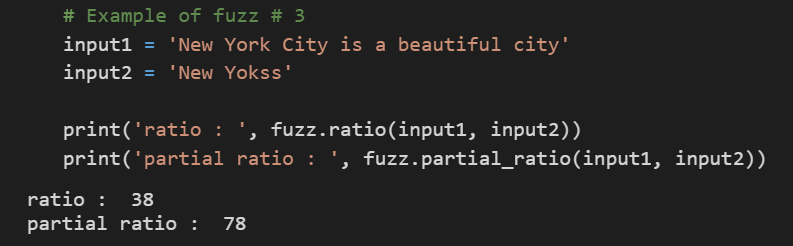 # Example of fuzz # 3
input1 = 'New York City is a beautiful city'
input2 = 'New Yokss'
print('ratio : ', fuzz.ratio(input1, input2))
print('partial ratio : ', fuzz.partial_ratio(input1, input2))
ratio :  38
partial ratio :  78